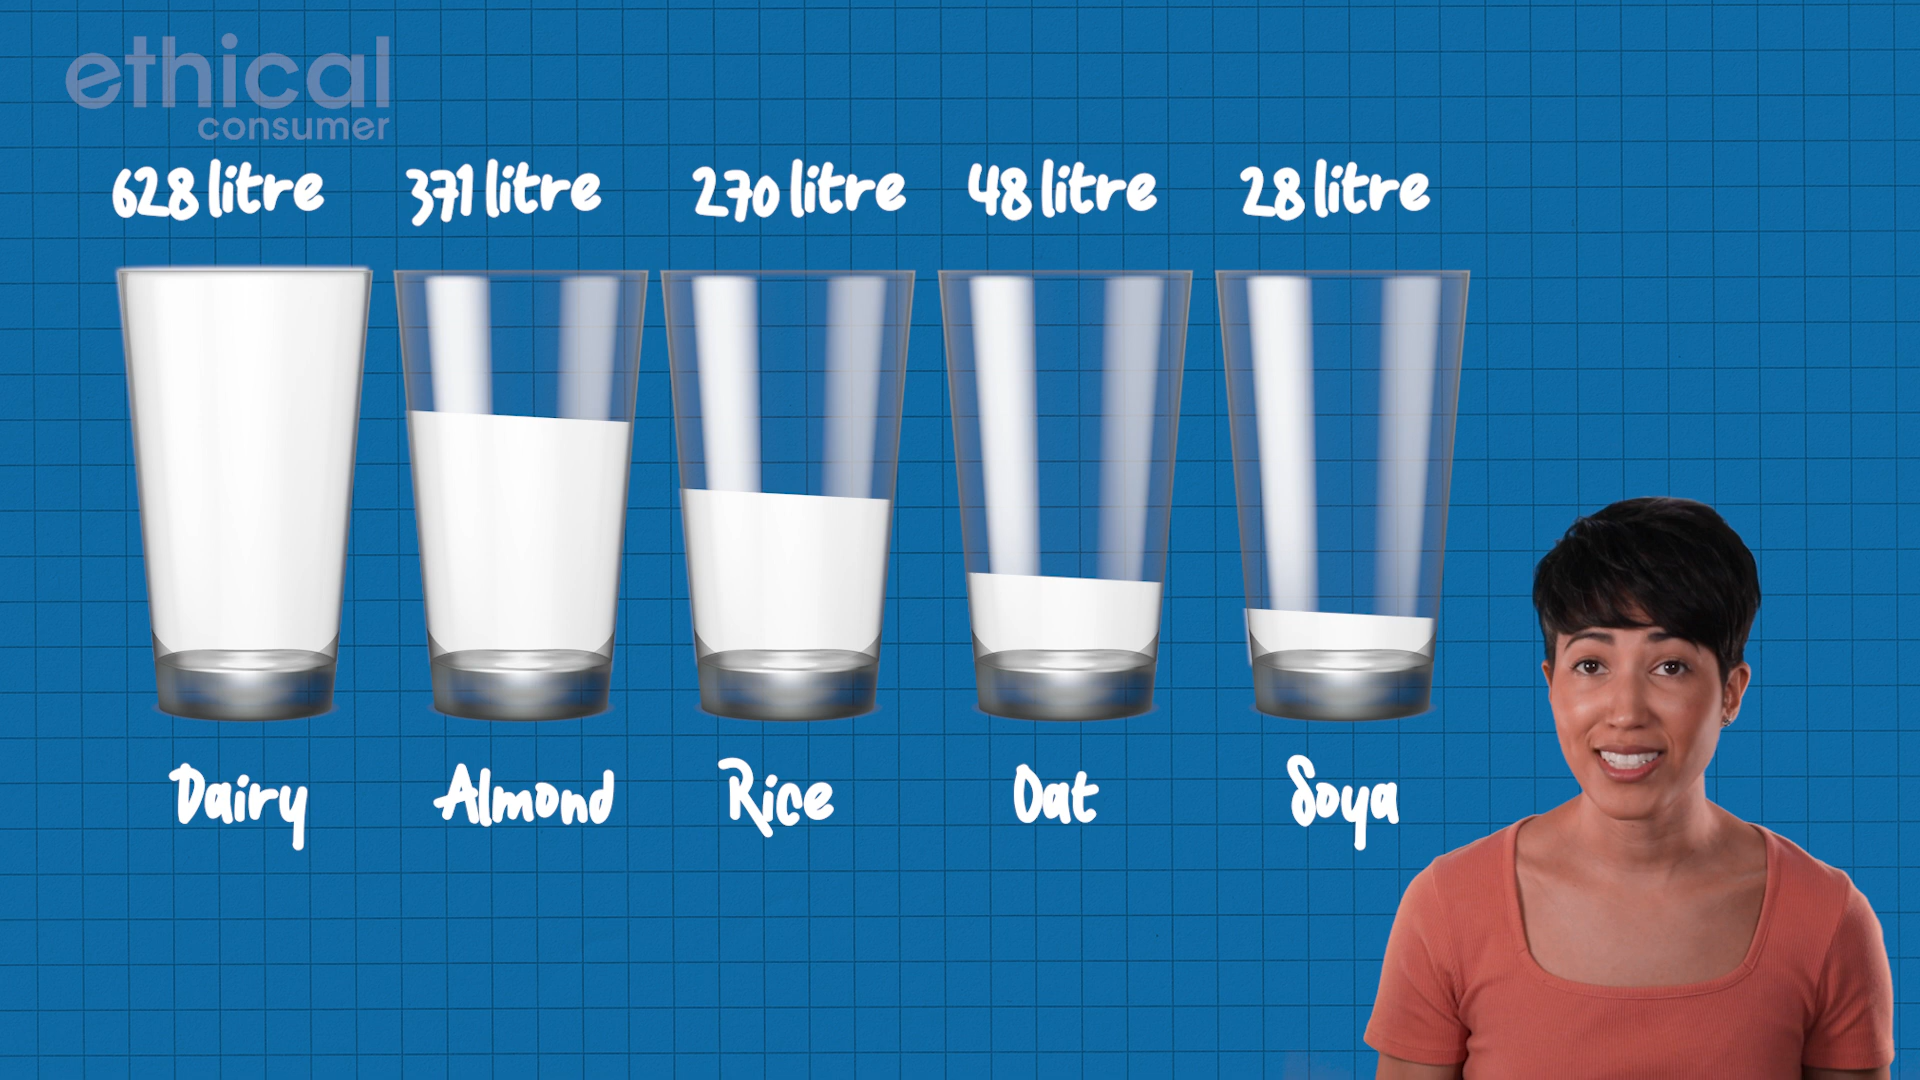 ethical
consumer
628 litre 371 litre 270 litre 48 litre 28 litre
Dairy Almond Rice Oat Soya